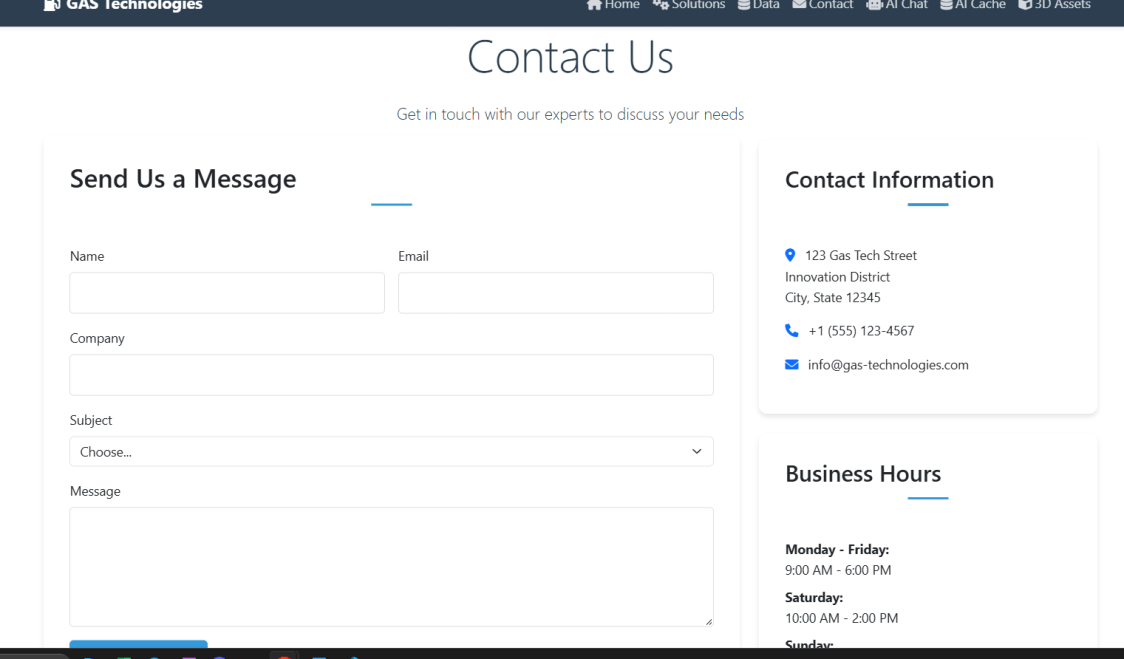 GAS Technologies
Home Solutions Data Contact AI Chat AI Cache 3D Assets
Contact Us
Get in touch with our experts to discuss your needs
Send Us a Message
Name
Email
Company
Subject
Choose...
Message
Contact Information
123 Gas Tech Street
Innovation District
City, State 12345
+1 (555) 123-4567
info@gas-technologies.com
Business Hours
Monday - Friday:
9:00 AM - 6:00 PM
Saturday:
10:00 AM - 2:00 PM
Sunday: